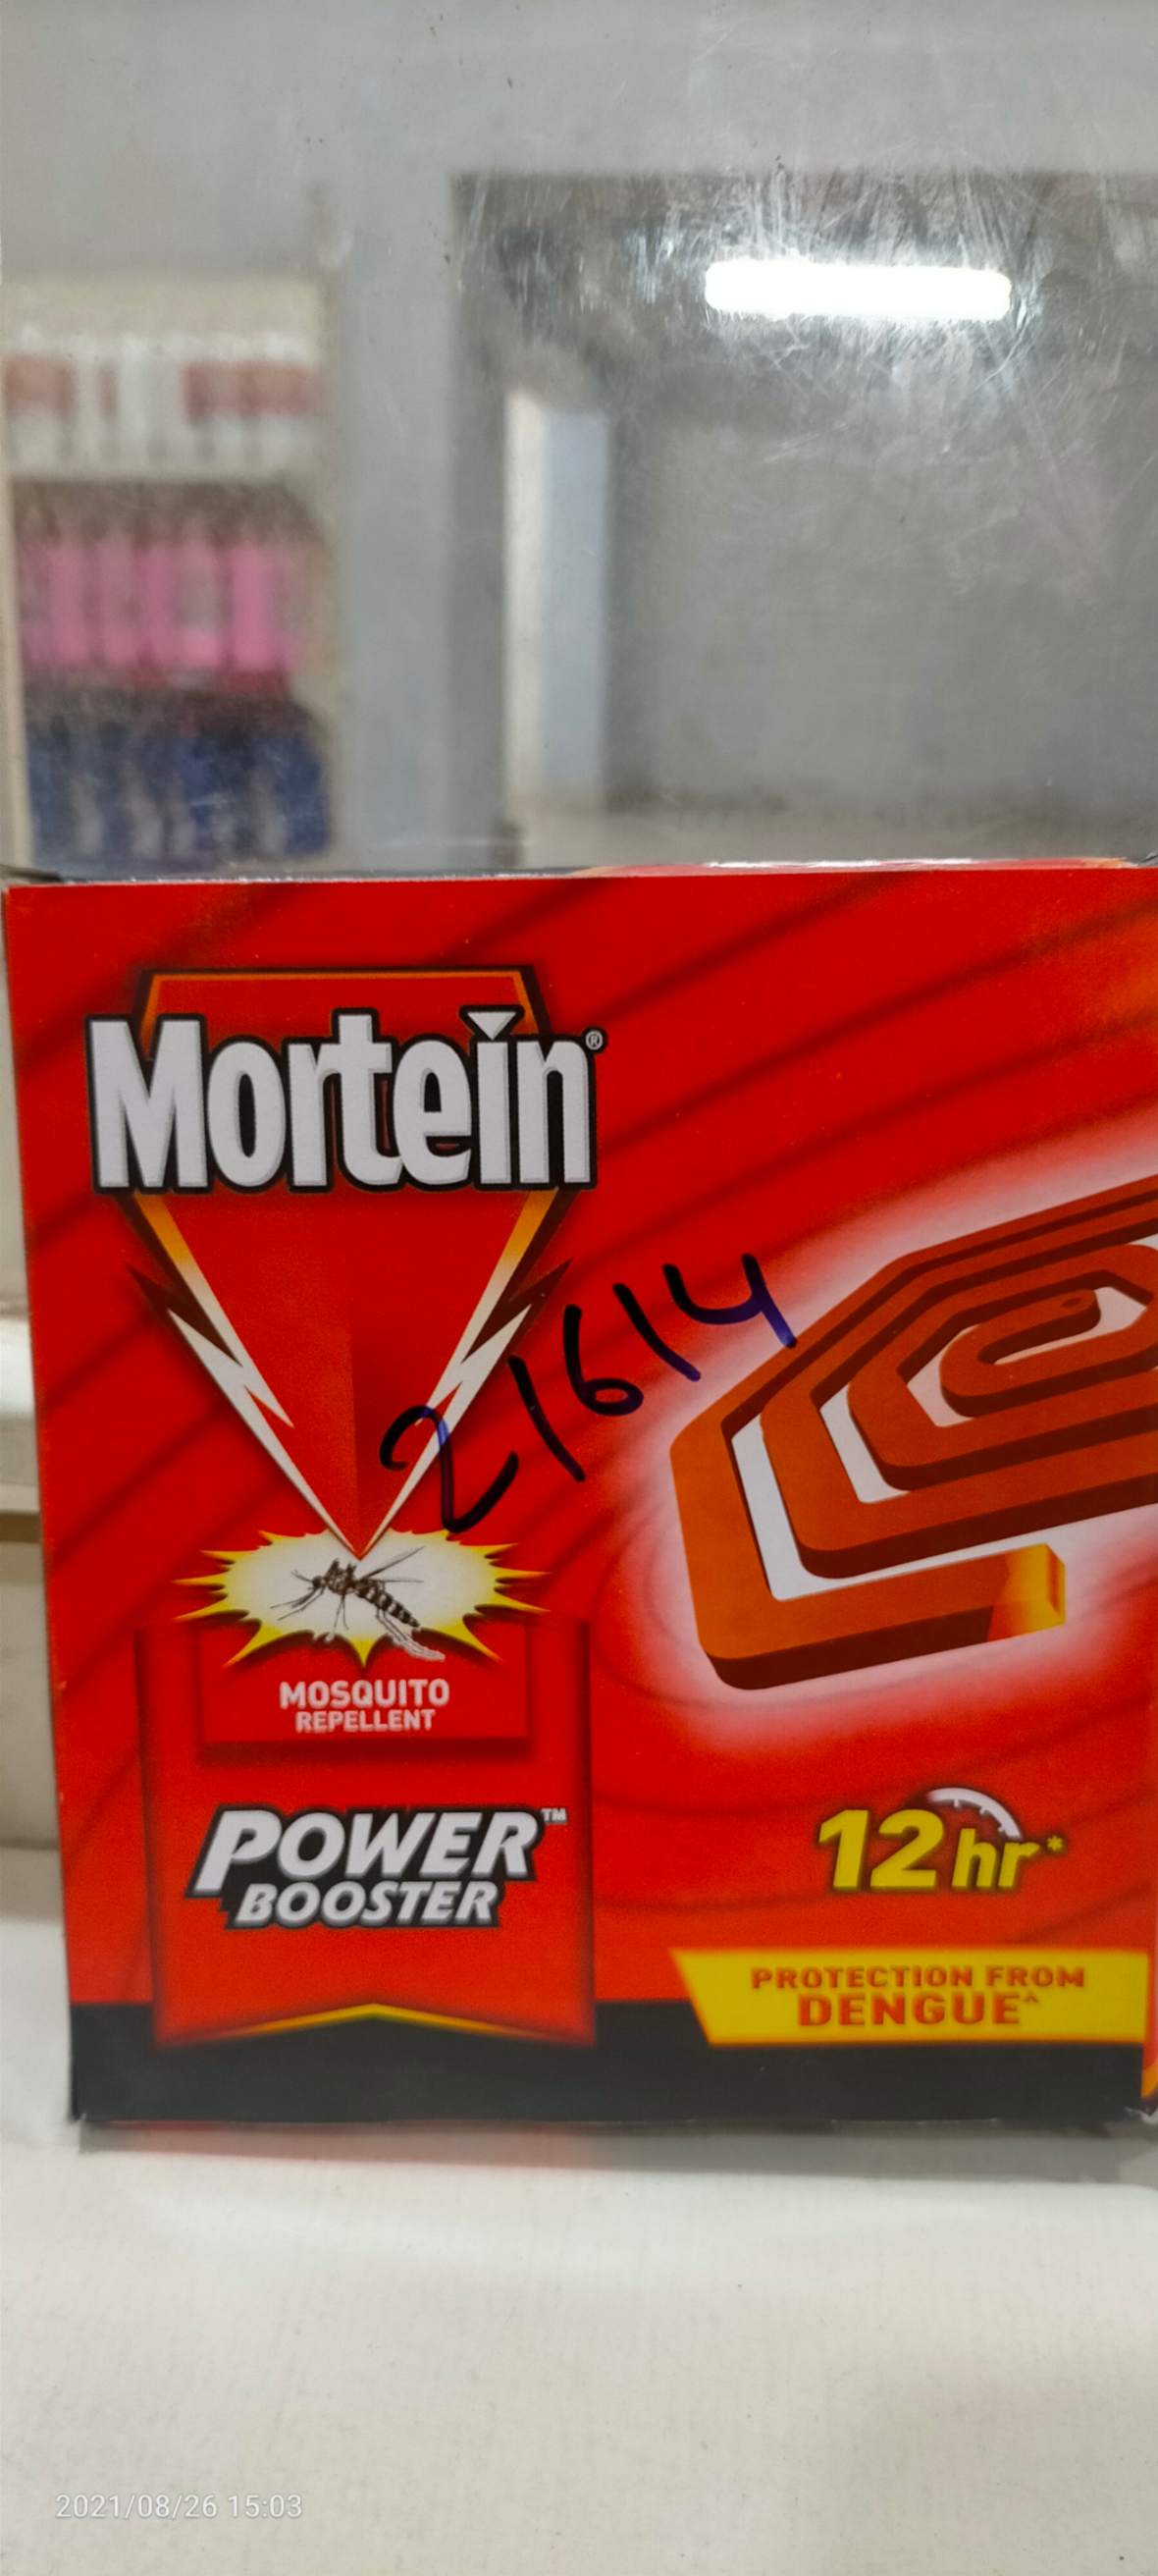 Mortein®
21614
MOSQUITO
REPELLENT
POWER™
BOOSTER
12hr*
PROTECTION FROM
DENGUE^
2021/08/26 15:03